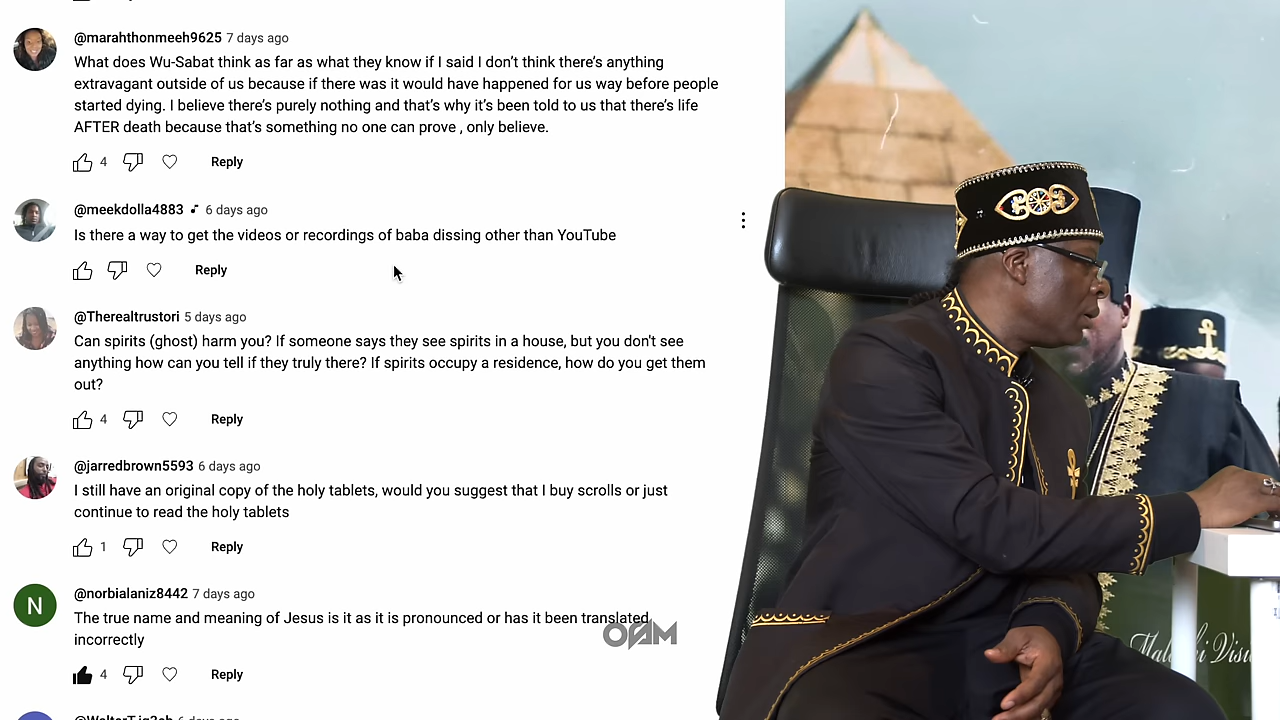 @marahthonmeeh9625 7 days ago
What does Wu-Sabat think as far as what they know if I said I don't think there's anything
extravagant outside of us because if there was it would have happened for us way before people
started dying. I believe there's purely nothing and that's why it's been told to us that there's life
AFTER death because that's something no one can prove , only believe.
4 Reply
@meekdolla4883 6 days ago
Is there a way to get the videos or recordings of baba dissing other than YouTube
Reply
@Therealtrustori 5 days ago
Can spirits (ghost) harm you? If someone says they see spirits in a house, but you don't see
anything how can you tell if they truly there? If spirits occupy a residence, how do you get them
out?
4 Reply
@jarredbrown5593 6 days ago
I still have an original copy of the holy tablets, would you suggest that I buy scrolls or just
continue to read the holy tablets
1 Reply
N
@norbialaniz8442 7 days ago
The true name and meaning of Jesus is it as it is pronounced or has it been translated
incorrectly
OAM
4 Reply